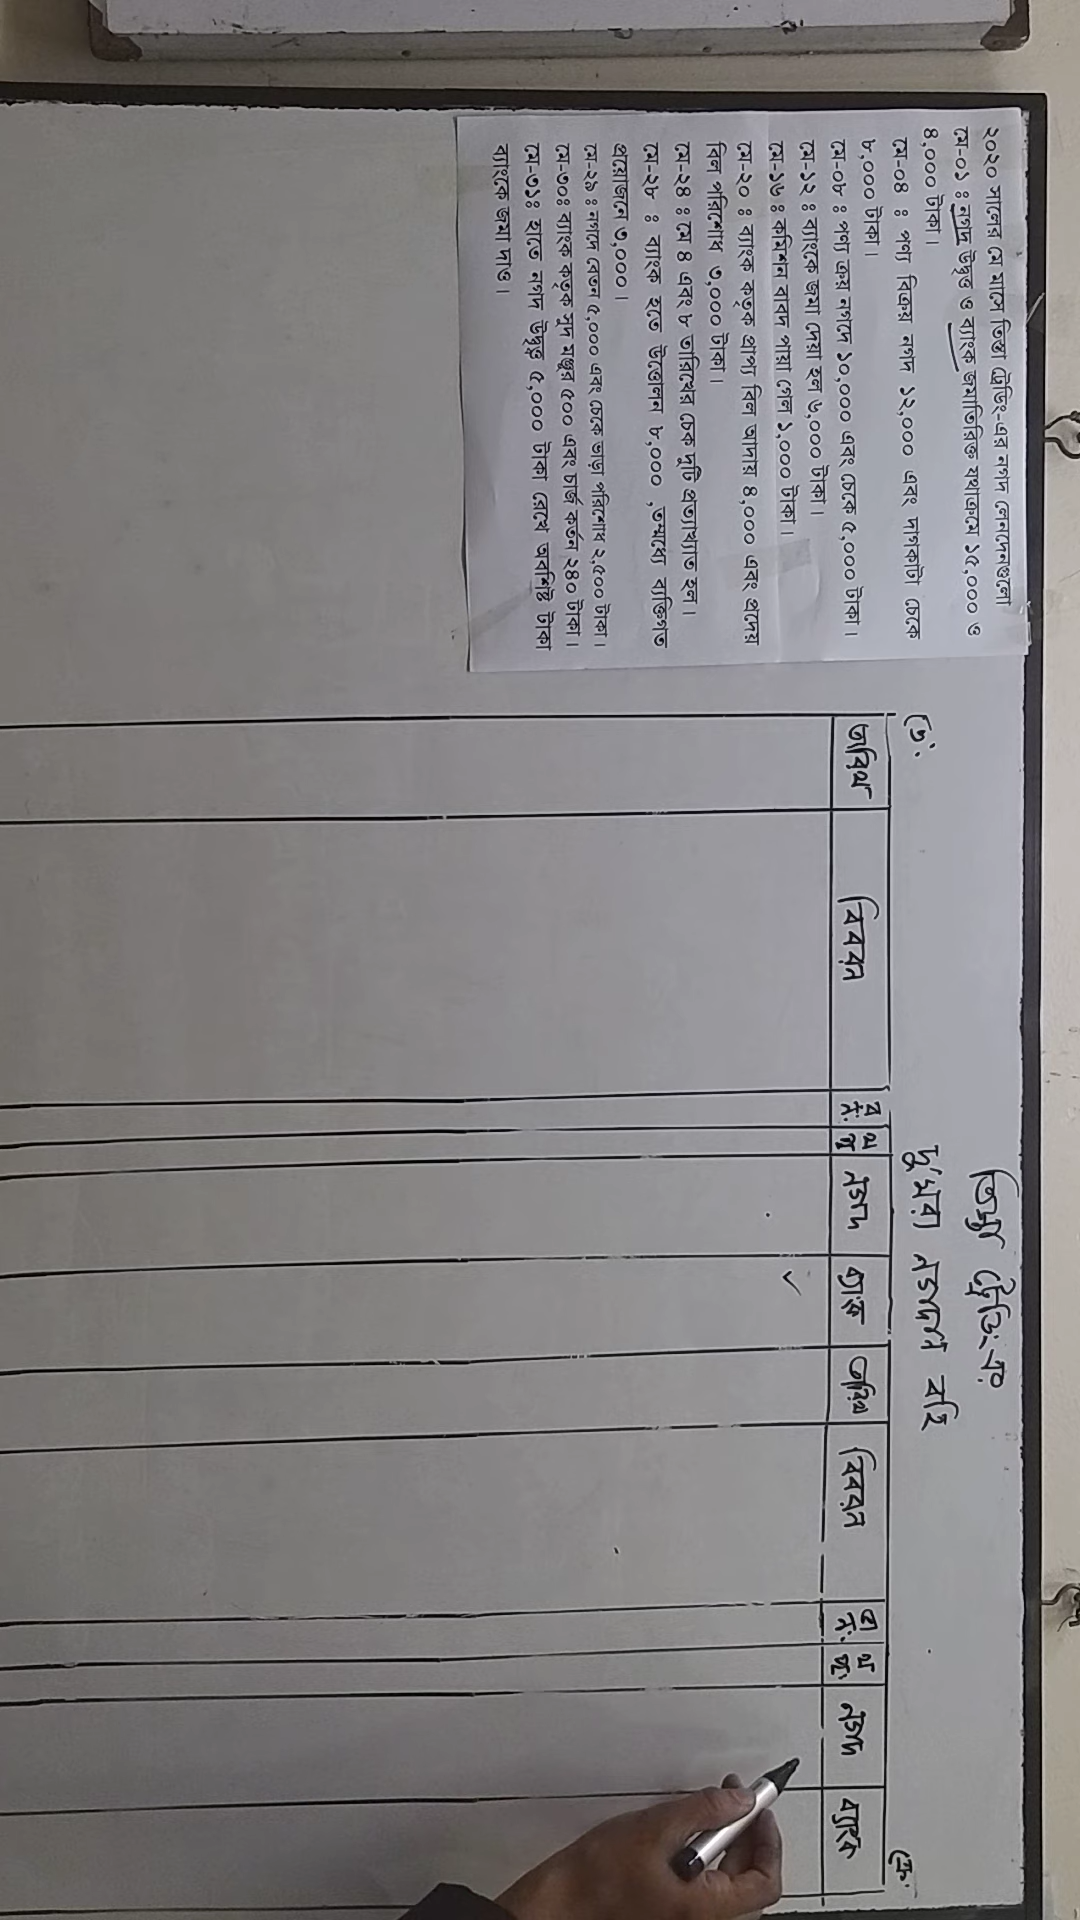 ২০২০ সালের মে মাসে তিস্তা ট্রেডিং-এর নগদ লেনদেনগুলো
মে-০১ ঃ নগদ উদ্বৃত্ত ও ব্যাংক জমাতিরিক্ত যথাক্রমে ১৫,০০০ ও
৪,০০০ টাকা।
মে-০৪ ঃ পণ্য বিক্রয় নগদ ১২,০০০ এবং দাগকাটা চেকে
৮,০০০ টাকা।
মে-০৮ ঃ পণ্য ক্রয় নগদে ১০,০০০ এবং চেকে ৫,০০০ টাকা।
মে-১২ ঃ ব্যাংকে জমা দেয়া হল ৬,০০০ টাকা।
মে-১৬ ঃ কমিশন বাবদ পায়া গেল ১,০০০ টাকা।
মে-২০ ঃ ব্যাংক কতৃক প্রাপ্য বিল আদায় ৪,০০০ এবং প্রদেয়
বিল পরিশোধ ৩,০০০ টাকা।
মে-২৪ ঃ মে ৪ এবং ৮ তারিখের চেক দুটি প্রত্যাখ্যাত হল।
মে-২৮ ঃ ব্যাংক হতে উত্তোলন ৮,০০০ ,তন্মধ্যে ব্যক্তিগত
প্রয়োজনে ৩,০০০।
মে-২৯ ঃ নগদে বেতন ৫,০০০ এবং চেকে ভাড়া পরিশোধ ২,৫০০ টাকা।
মে-৩০ঃ ব্যাংক কতৃক সুদ মঞ্জুর ৫০০ এবং চার্জ কর্তন ২৪০ টাকা।
মে-৩১ঃ হাতে নগদ উদ্বৃত্ত ৫,০০০ টাকা রেখে অবশিষ্ট টাকা
ব্যাংকে জমা দাও।
তিস্তা ট্রেডিং-এর
দু'ঘরা নগদান বহি
ডে. ক্রে.
তারিখ বিবরন র নং খ পৃ নগদ ব্যাংক তারিখ বিবরন ভা নং খ পৃ. নগদ ব্যাংক